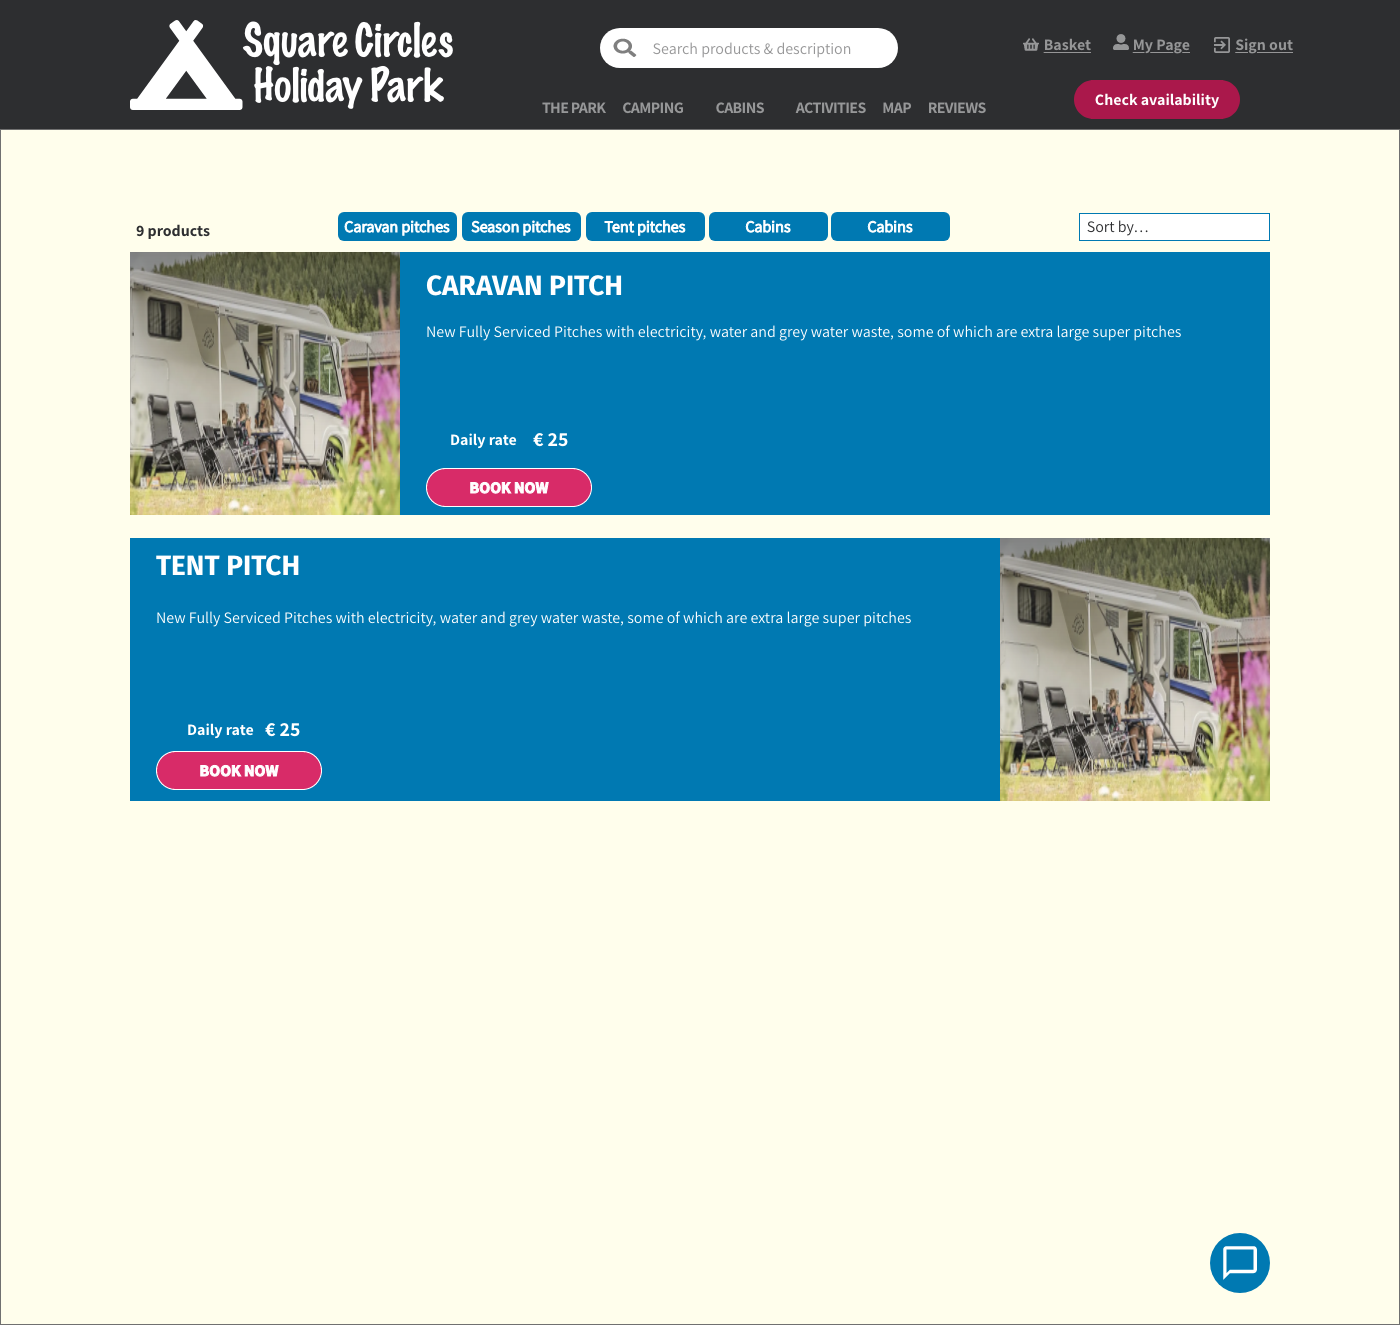 Square Circles
Holiday Park
Search products & description
Basket
My Page
Sign out
THE PARK
CAMPING
CABINS
ACTIVITIES
MAP
REVIEWS
Check availability
9 products
Caravan pitches
Season pitches
Tent pitches
Cabins
Cabins
Sort by...
CARAVAN PITCH
New Fully Serviced Pitches with electricity, water and grey water waste, some of which are extra large super pitches
Daily rate € 25
BOOK NOW
TENT PITCH
New Fully Serviced Pitches with electricity, water and grey water waste, some of which are extra large super pitches
Daily rate € 25
BOOK NOW